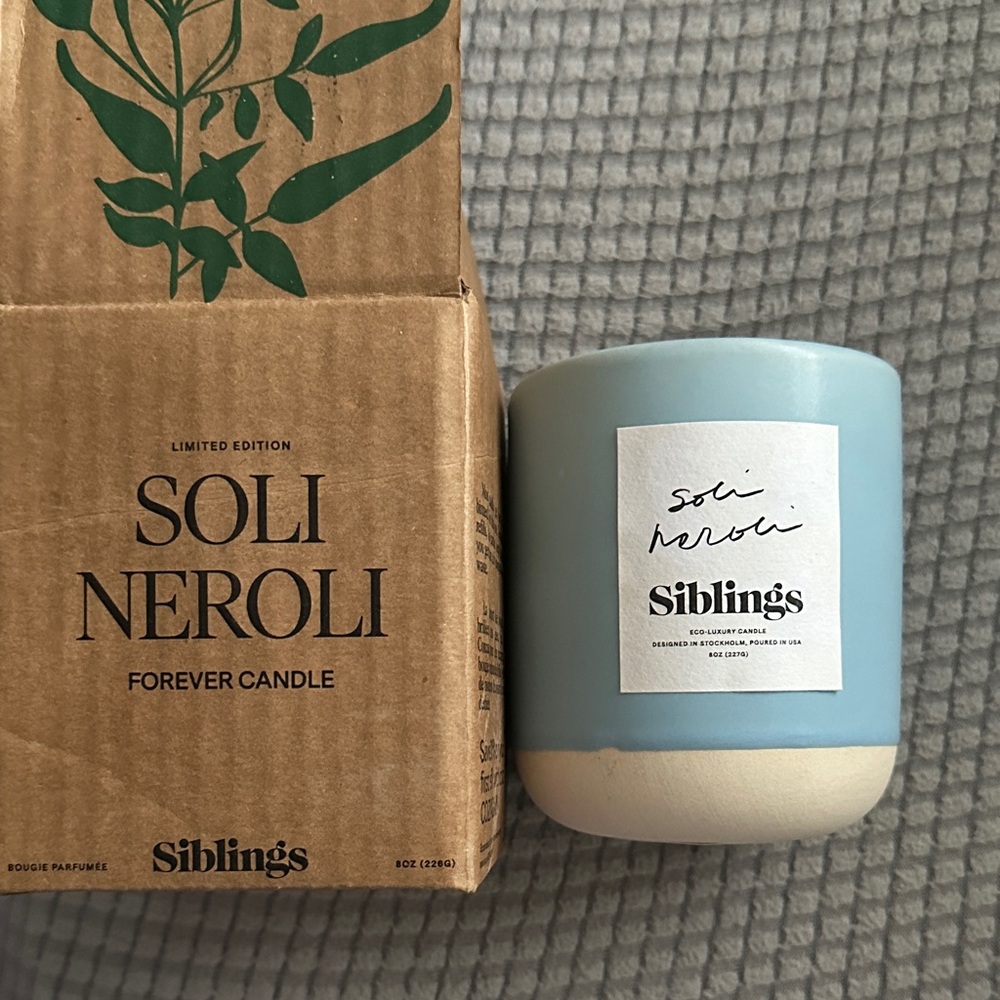 LIMITED EDITION
SOLI
NEROLI
FOREVER CANDLE
BOUGIE PARFUMÉE
Siblings
8OZ (226G)
soli
neroli
Siblings
ECO-LUXURY CANDLE
DESIGNED IN STOCKHOLM, POURED IN USA
8OZ (227G)